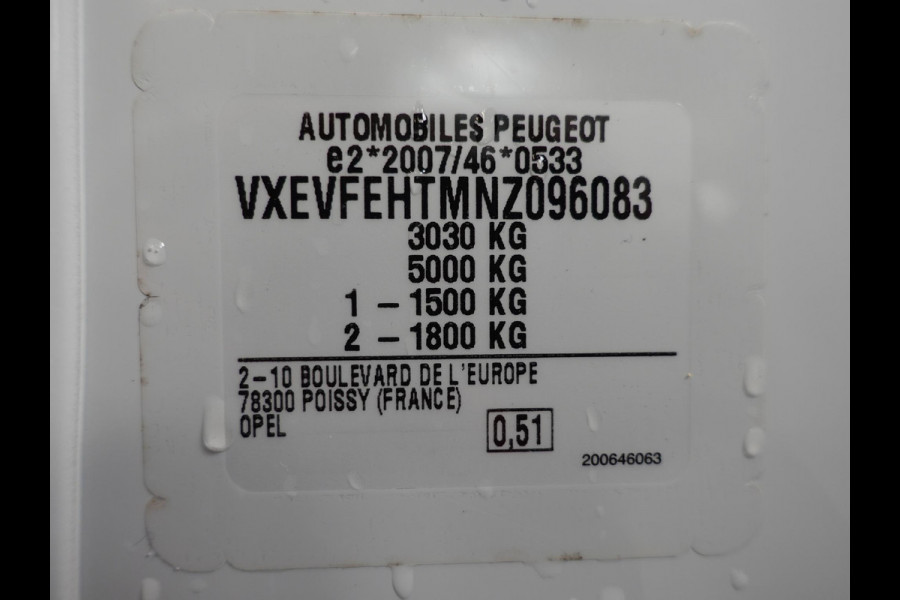 AUTOMOBILES PEUGEOT
e2*2007/46*0533
VXEVFEHTMNZ096083
3030 KG
5000 KG
1 - 1500 KG
2 - 1800 KG
2-10 BOULEVARD DE L'EUROPE
78300 POISSY (FRANCE)
OPEL
0,51
200646063